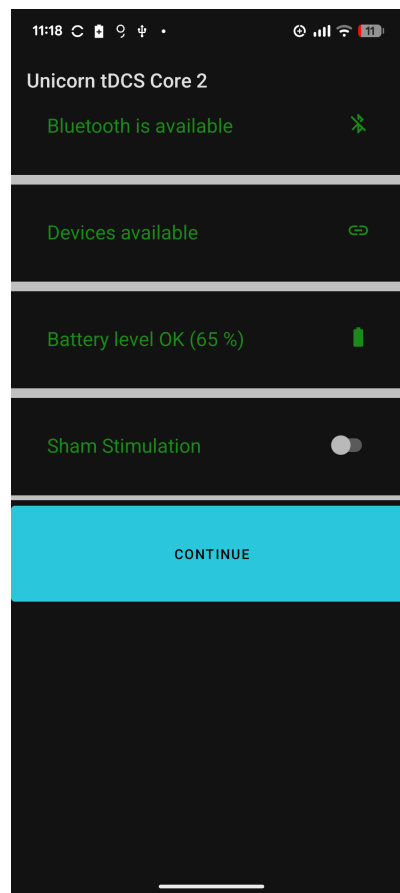 11:18
11
Unicorn tDCS Core 2
Bluetooth is available
Devices available
Battery level OK (65 %)
Sham Stimulation
CONTINUE